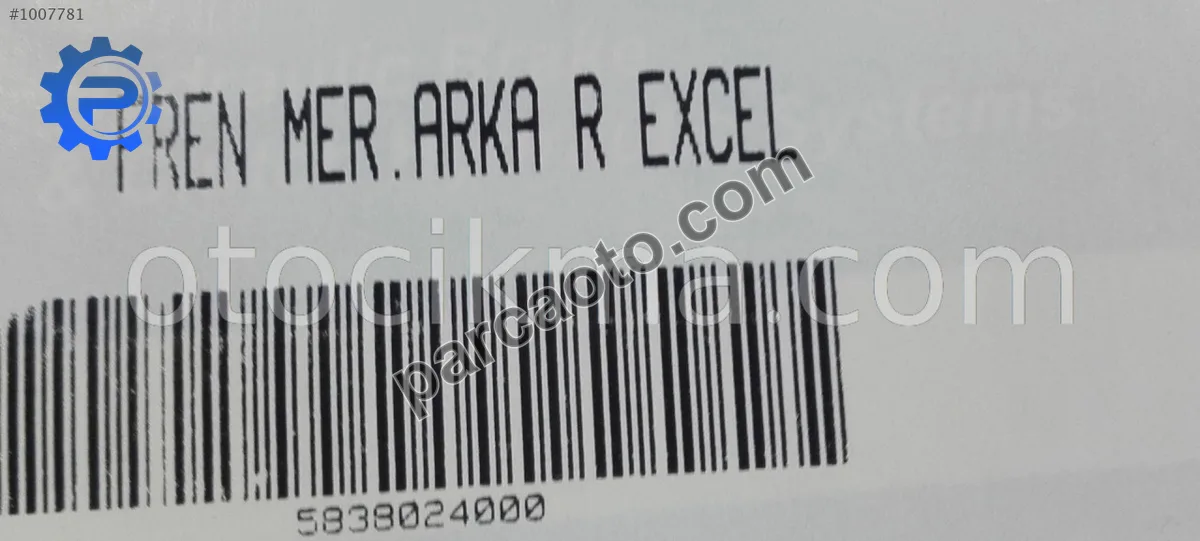 #1007781
FREN MER.ARKA R EXCEL
otocikma.com
parcaoto.com
5838024000